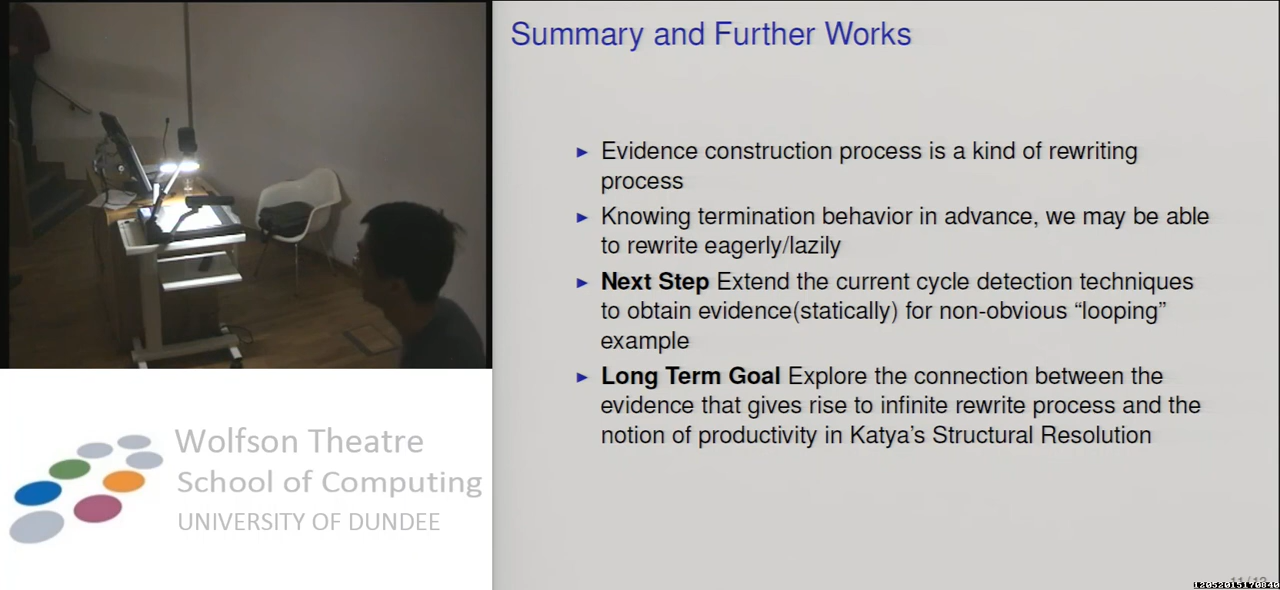 Summary and Further Works
► Evidence construction process is a kind of rewriting
process
► Knowing termination behavior in advance, we may be able
to rewrite eagerly/lazily
► Next Step Extend the current cycle detection techniques
to obtain evidence(statically) for non-obvious “looping”
example
► Long Term Goal Explore the connection between the
evidence that gives rise to infinite rewrite process and the
notion of productivity in Katya’s Structural Resolution
Wolfson Theatre
School of Computing
UNIVERSITY OF DUNDEE